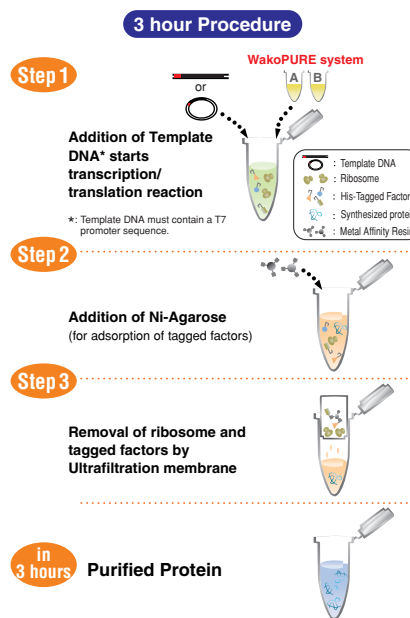 3 hour Procedure
Step 1
WakoPURE system
or
A B
Addition of Template
DNA* starts
transcription/
translation reaction
*: Template DNA must contain a T7
promoter sequence.
: Template DNA
: Ribosome
: His-Tagged Factor
: Synthesized protei
: Metal Affinity Resi
Step 2
Addition of Ni-Agarose
(for adsorption of tagged factors)
Step 3
Removal of ribosome and
tagged factors by
Ultrafiltration membrane
in
3 hours
Purified Protein